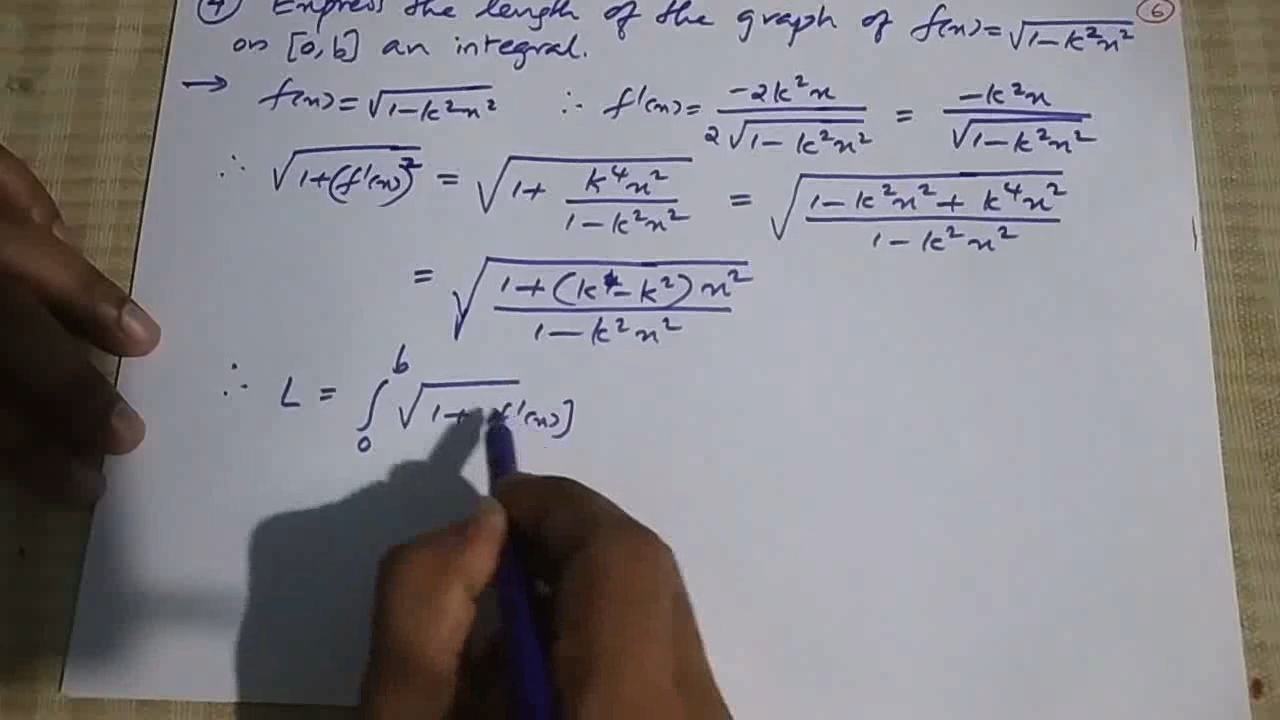 ④ Express the length of the graph of f(x) = √(1-k²x²) ⑥
on [0,b] an integral.
→ f(x) = √(1-k²x²) ∴ f'(x) = -2k²x / 2√(1-k²x²) = -k²x / √(1-k²x²)
∴ √(1+(f'(x))² = √(1+ k⁴x² / 1-k²x²) = √(1-k²x²+k⁴x² / 1-k²x²)
= √(1+(k⁴-k²)x² / 1-k²x²)
∴ L = ∫₀ᵇ √1+ f'(x)]